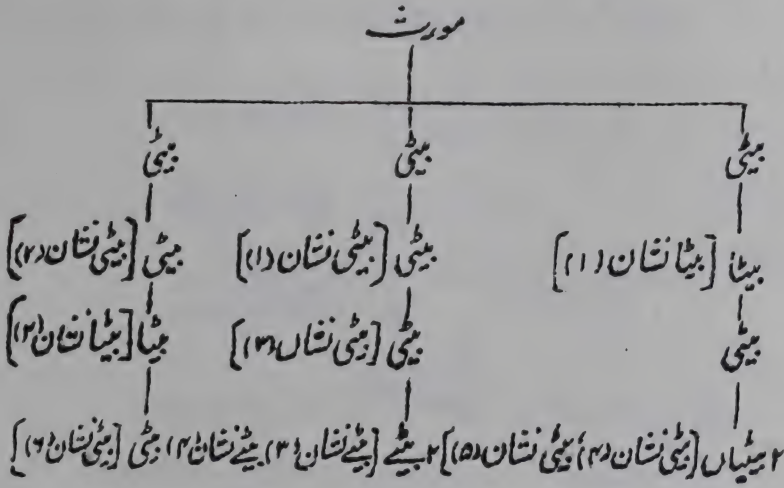 مورث
بیٹی بیٹی بیٹی
بیٹا [بیٹا نشان (۱)] بیٹی [بیٹی نشان (۱)] بیٹی [بیٹی نشان (۲)]
بیٹی بیٹی [بیٹی نشاں (۳)] بیٹا [بیٹا نشان (۲)]
۲ بیٹیاں [بیٹی نشان (۴)، بیٹی نشان (۵)] ۲ بیٹے [بیٹے نشان (۳) بیٹے نشان (۴)] بیٹی [بیٹی نشان (۶)]